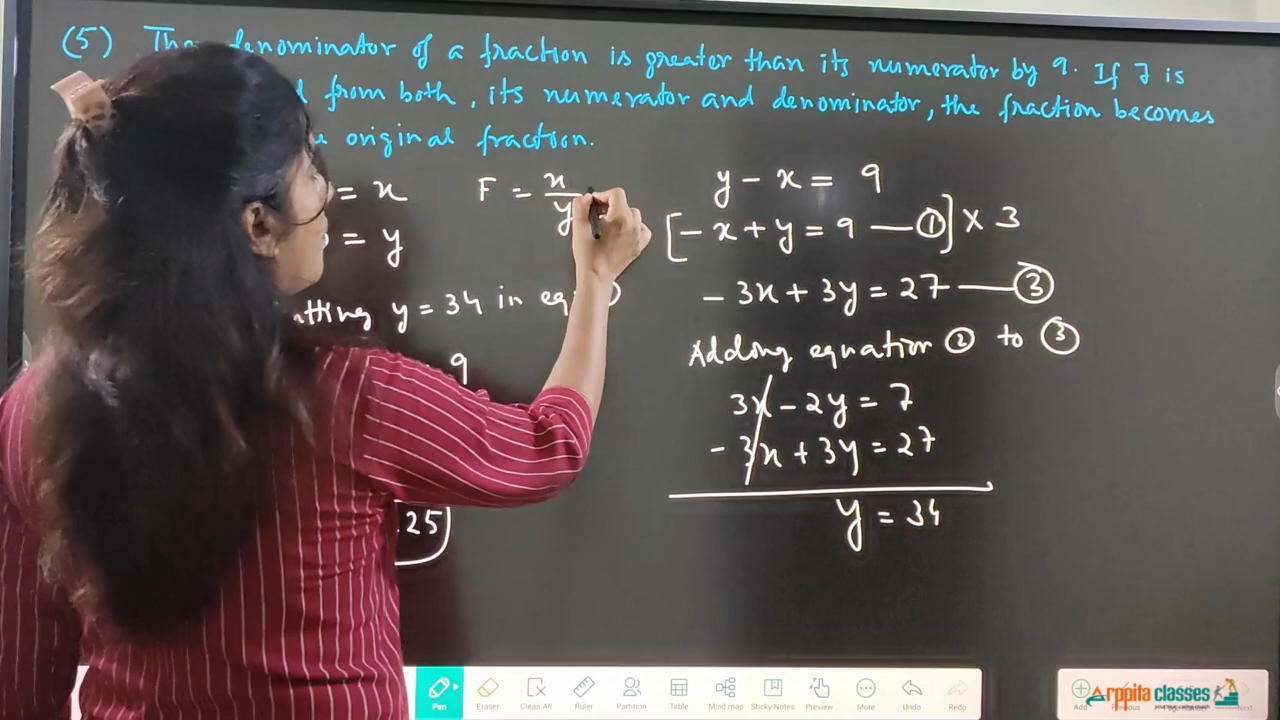 (5) The denominator of a fraction is greater than its numerator by 9. If 7 is
from both, its numerator and denominator, the fraction becomes
original fraction.
= x
= y
F = x/y
putting y = 34 in eq
9
25
y - x = 9
[- x + y = 9 — ①] × 3
- 3x + 3y = 27 — ③
Adding equation ② to ③
3x - 2y = 7
- 3x + 3y = 27
y = 34
Pen
Eraser
Clean All
Ruler
Partition
Table
Mind map
Sticky-Notes
Preview
More
Undo
Redo
Add
Arppita classes